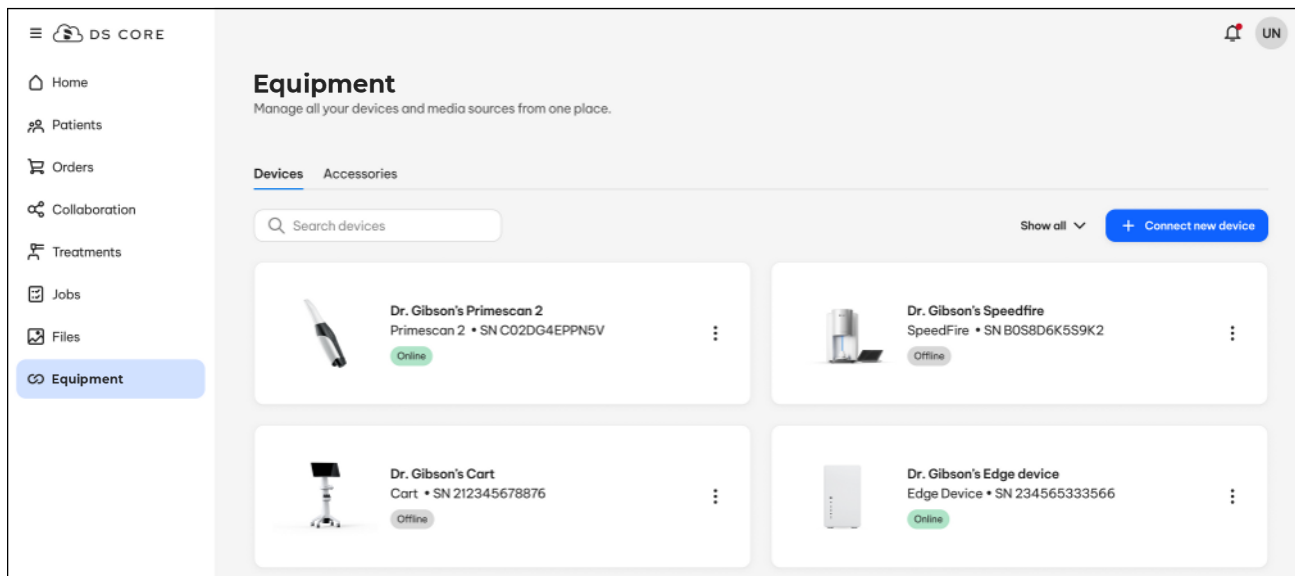 DS CORE
UN
Home
Patients
Orders
Collaboration
Treatments
Jobs
Files
Equipment
Equipment
Manage all your devices and media sources from one place.
Devices Accessories
Search devices
Show all
+ Connect new device
Dr. Gibson's Primescan 2
Primescan 2 • SN C02DG4EPPN5V
Online
Dr. Gibson's Speedfire
SpeedFire • SN B0S8D6K5S9K2
Offline
Dr. Gibson's Cart
Cart • SN 212345678876
Offline
Dr. Gibson's Edge device
Edge Device • SN 234565333566
Online